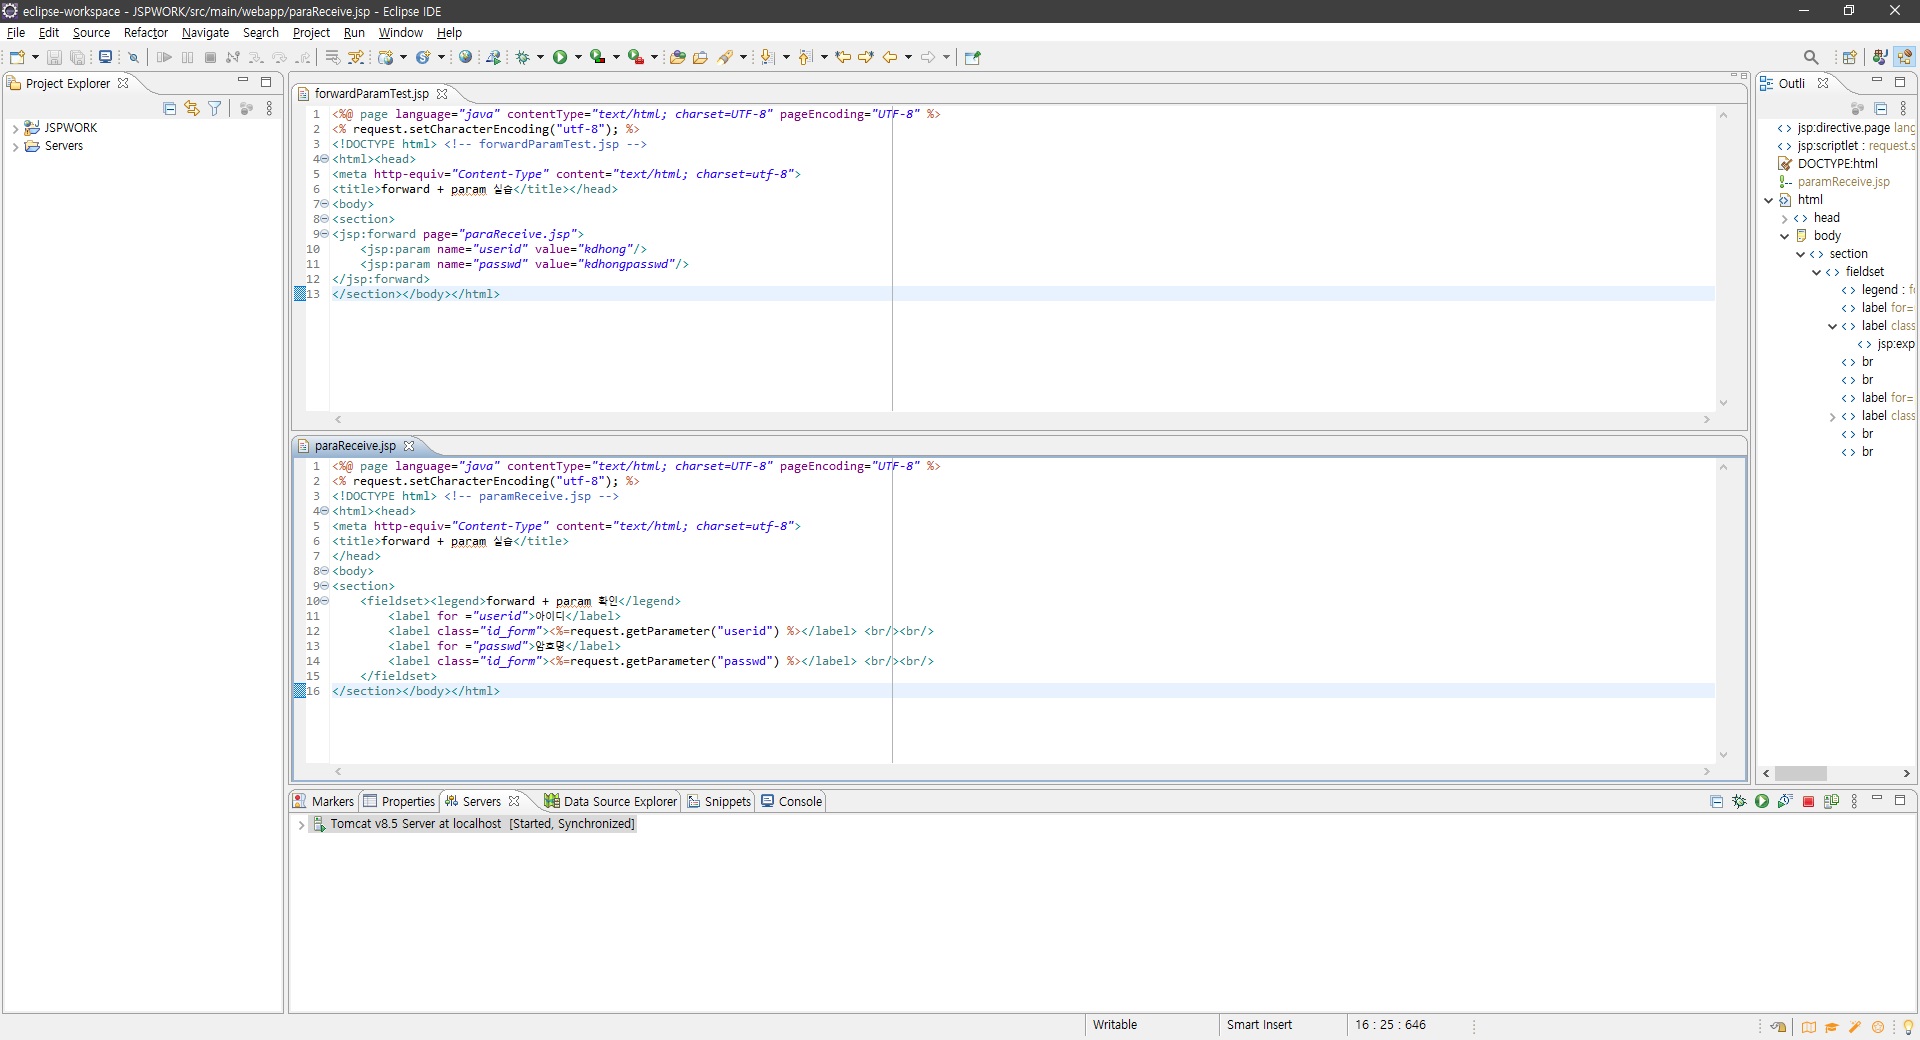 eclipse-workspace - JSPWORK/src/main/webapp/paraReceive.jsp - Eclipse IDE
File Edit Source Refactor Navigate Search Project Run Window Help
Project Explorer
JSPWORK
Servers
forwardParamTest.jsp
1 <%@ page language="java" contentType="text/html; charset=UTF-8" pageEncoding="UTF-8" %>
2 <% request.setCharacterEncoding("utf-8"); %>
3 <!DOCTYPE html> <!-- forwardParamTest.jsp -->
4 <html><head>
5 <meta http-equiv="Content-Type" content="text/html; charset=utf-8">
6 <title>forward + param 실습</title></head>
7 <body>
8 <section>
9 <jsp:forward page="paraReceive.jsp">
10 <jsp:param name="userid" value="kdhong"/>
11 <jsp:param name="passwd" value="kdhongpasswd"/>
12 </jsp:forward>
13 </section></body></html>
paraReceive.jsp
1 <%@ page language="java" contentType="text/html; charset=UTF-8" pageEncoding="UTF-8" %>
2 <% request.setCharacterEncoding("utf-8"); %>
3 <!DOCTYPE html> <!-- paramReceive.jsp -->
4 <html><head>
5 <meta http-equiv="Content-Type" content="text/html; charset=utf-8">
6 <title>forward + param 실습</title>
7 </head>
8 <body>
9 <section>
10 <fieldset><legend>forward + param 확인</legend>
11 <label for ="userid">아이디</label>
12 <label class="id_form"><%=request.getParameter("userid") %></label> <br/><br/>
13 <label for ="passwd">암호명</label>
14 <label class="id_form"><%=request.getParameter("passwd") %></label> <br/><br/>
15 </fieldset>
16 </section></body></html>
Outli
jsp:directive.page lang
jsp:scriptlet : request.s
DOCTYPE:html
paramReceive.jsp
html
head
body
section
fieldset
legend : f
label for=
label class
jsp:exp
br
br
label for=
label class
br
br
Markers Properties Servers Data Source Explorer Snippets Console
Tomcat v8.5 Server at localhost [Started, Synchronized]
Writable Smart Insert 16 : 25 : 646